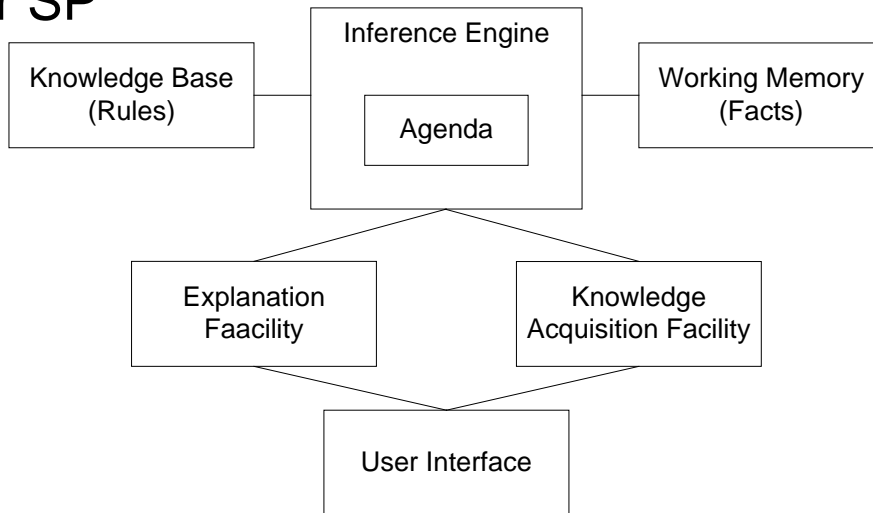 SP
Inference Engine
Knowledge Base
(Rules)
Working Memory
(Facts)
Agenda
Explanation
Faacility
Knowledge
Acquisition Facility
User Interface